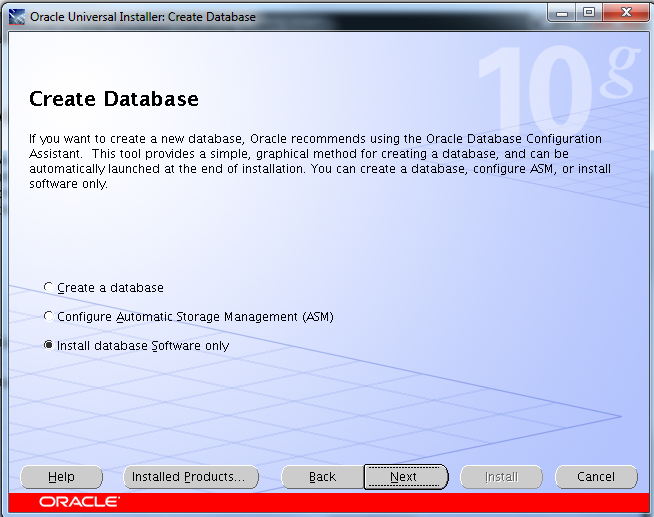 Oracle Universal Installer: Create Database
10g
Create Database
If you want to create a new database, Oracle recommends using the Oracle Database Configuration
Assistant. This tool provides a simple, graphical method for creating a database, and can be
automatically launched at the end of installation. You can create a database, configure ASM, or install
software only.
Create a database
Configure Automatic Storage Management (ASM)
Install database Software only
Help Installed Products... Back Next Install Cancel
ORACLE